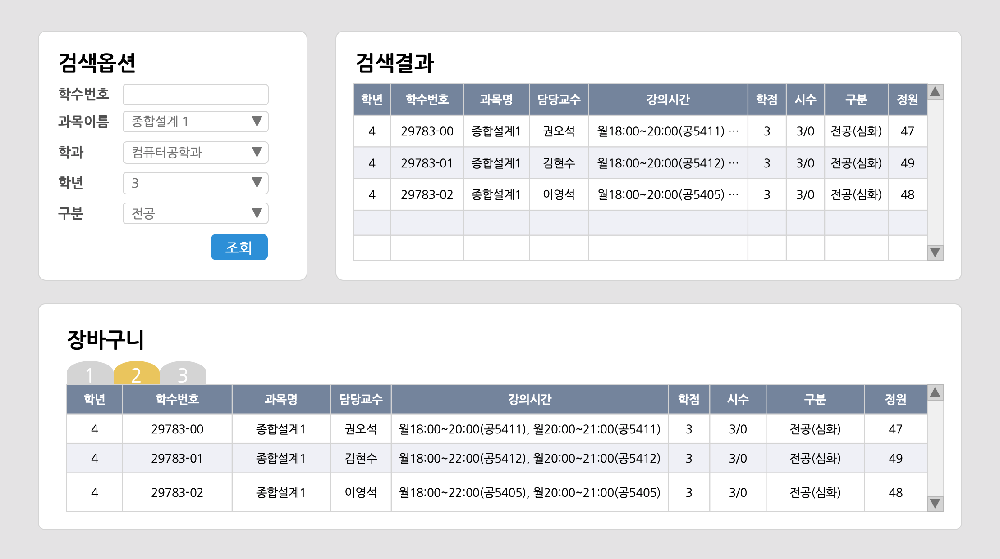 검색옵션
학수번호
과목이름 종합설계 1
학과 컴퓨터공학과
학년 3
구분 전공
조회
검색결과
학년 학수번호 과목명 담당교수 강의시간 학점 시수 구분 정원
4 29783-00 종합설계1 권오석 월18:00~20:00(공5411) ··· 3 3/0 전공(심화) 47
4 29783-01 종합설계1 김현수 월18:00~20:00(공5412) ··· 3 3/0 전공(심화) 49
4 29783-02 종합설계1 이영석 월18:00~20:00(공5405) ··· 3 3/0 전공(심화) 48
장바구니
1 2 3
학년 학수번호 과목명 담당교수 강의시간 학점 시수 구분 정원
4 29783-00 종합설계1 권오석 월18:00~20:00(공5411), 월20:00~21:00(공5411) 3 3/0 전공(심화) 47
4 29783-01 종합설계1 김현수 월18:00~22:00(공5412), 월20:00~21:00(공5412) 3 3/0 전공(심화) 49
4 29783-02 종합설계1 이영석 월18:00~22:00(공5405), 월20:00~21:00(공5405) 3 3/0 전공(심화) 48